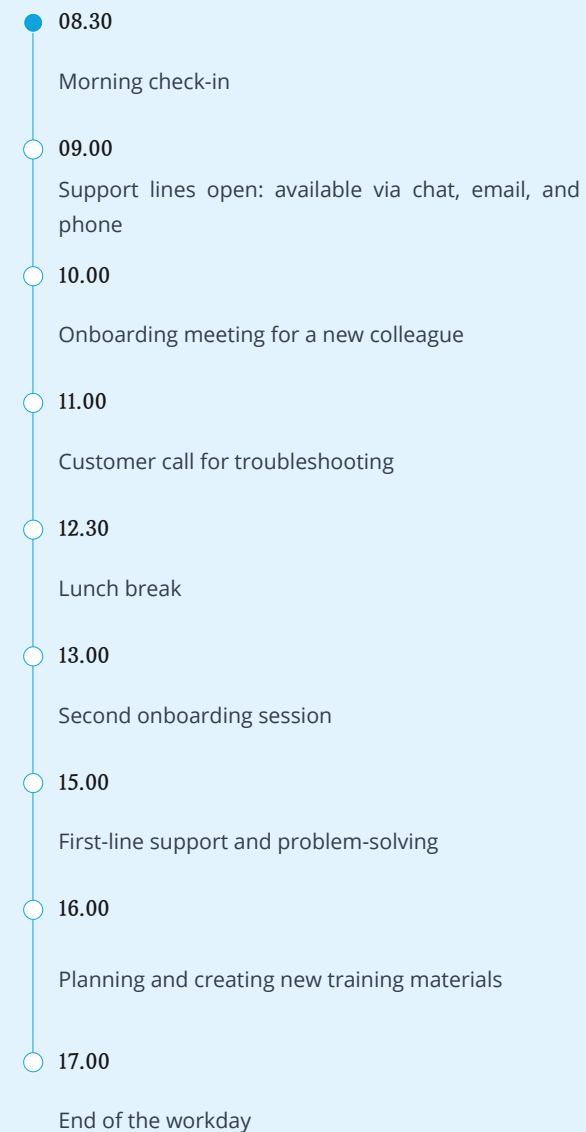 08.30
Morning check-in
09.00
Support lines open: available via chat, email, and
phone
10.00
Onboarding meeting for a new colleague
11.00
Customer call for troubleshooting
12.30
Lunch break
13.00
Second onboarding session
15.00
First-line support and problem-solving
16.00
Planning and creating new training materials
17.00
End of the workday